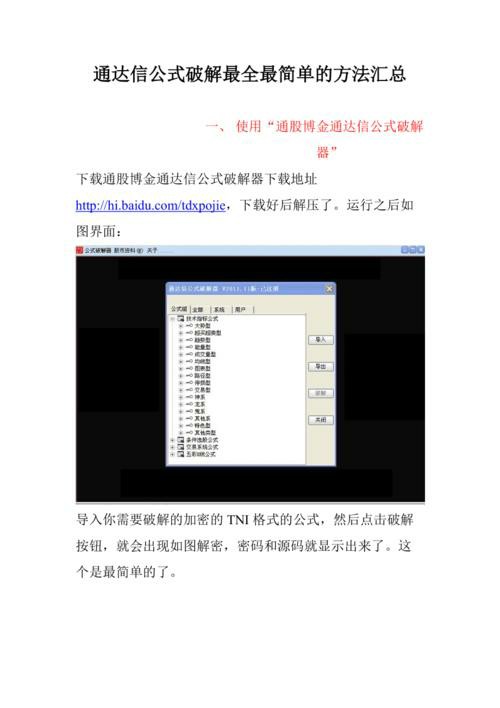 通达信公式破解最全最简单的方法汇总
一、 使用“通股博金通达信公式破解
器”
下载通股博金通达信公式破解器下载地址
http://hi.baidu.com/tdxpojie，下载好后解压了。运行之后如
图界面：
公式破解器 股市资料(@) 关于......
通达信公式破解器 V2011.11版-已注册
公式组 全部 系统 用户
技术指标公式
大势型
超买超卖型
趋势型
能量型
成交量型
均线型
图表型
路径型
停损型
交易型
神系
龙系
鬼系
其他系
特色型
其他类型
条件选股公式
交易系统公式
五彩K线公式
导入
导出
破解
关闭
导入你需要破解的加密的 TNI 格式的公式，然后点击破解
按钮，就会出现如图解密，密码和源码就显示出来了。这
个是最简单的了。